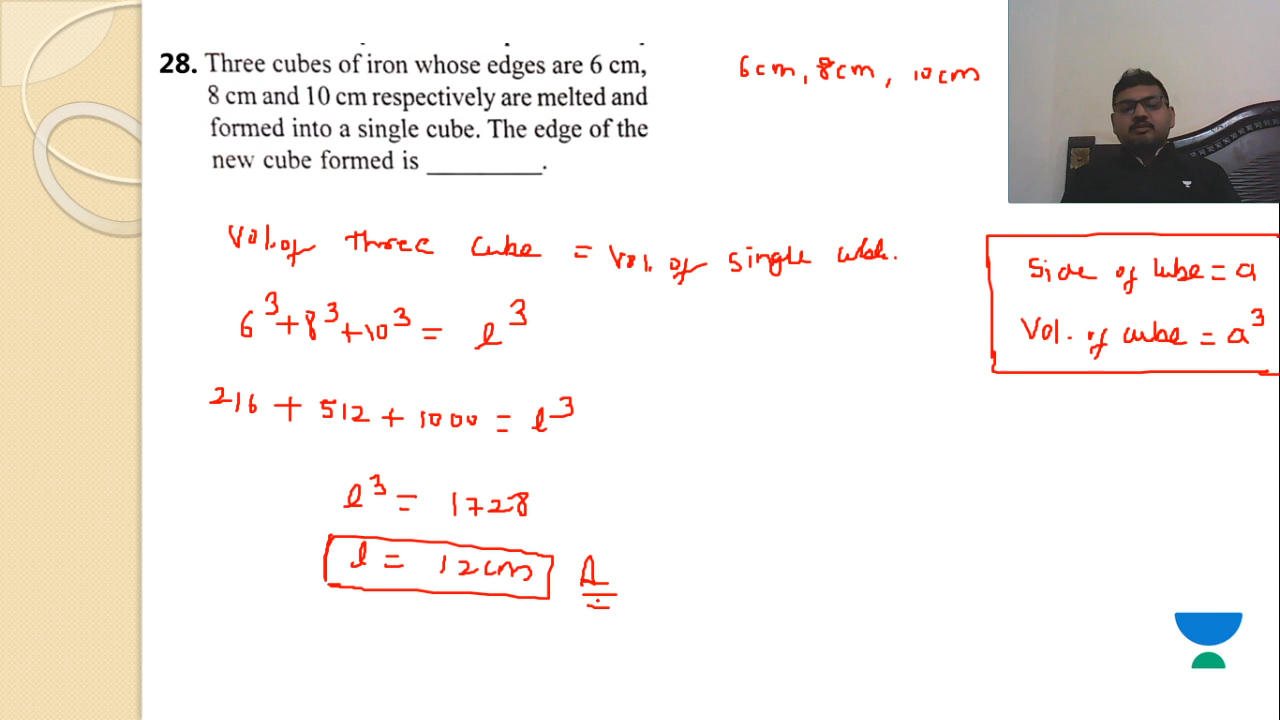 28. Three cubes of iron whose edges are 6 cm,
8 cm and 10 cm respectively are melted and
formed into a single cube. The edge of the
new cube formed is ________.
6cm, 8cm, 10cm
Vol. of three cube = Vol. of single cube.
6³+8³+10³ = l³
216 + 512 + 1000 = l³
l³ = 1728
l = 12cm A
Side of cube = a
Vol. of cube = a³